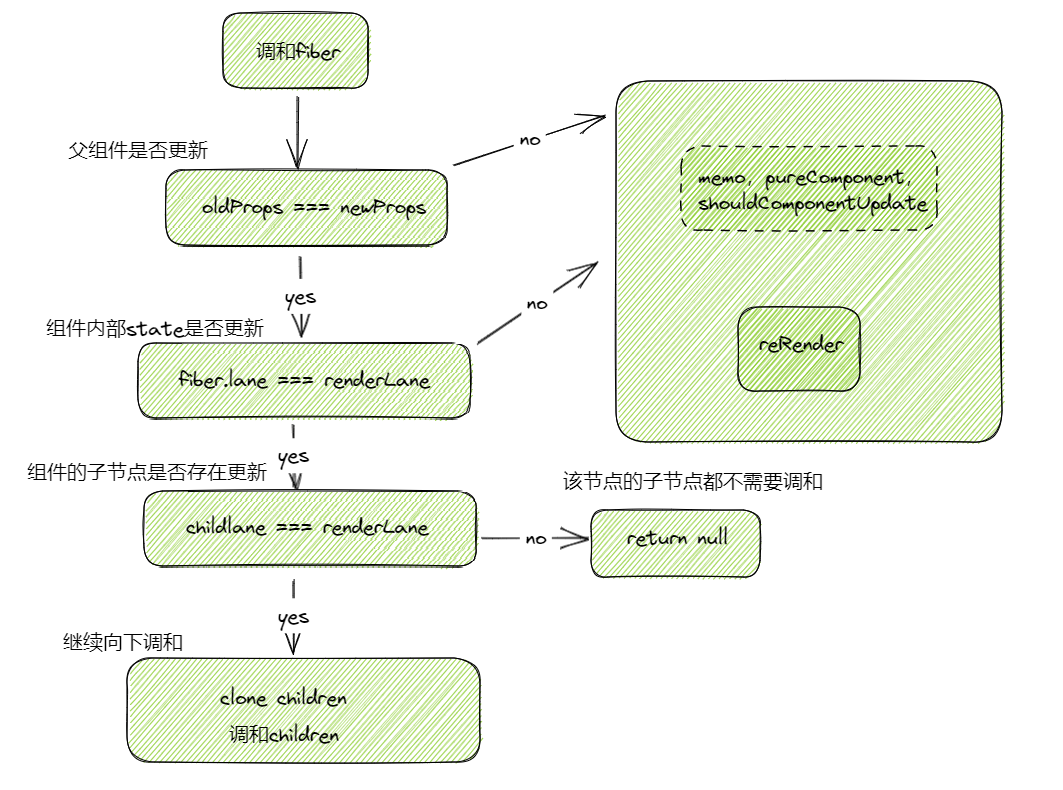 调和fiber
父组件是否更新
oldProps === newProps
no
memo, pureComponent,
shouldComponentUpdate
yes
组件内部state是否更新
fiber.lane === renderLane
no
reRender
yes
组件的子节点是否存在更新
childlane === renderLane
no
该节点的子节点都不需要调和
return null
yes
继续向下调和
clone children
调和children